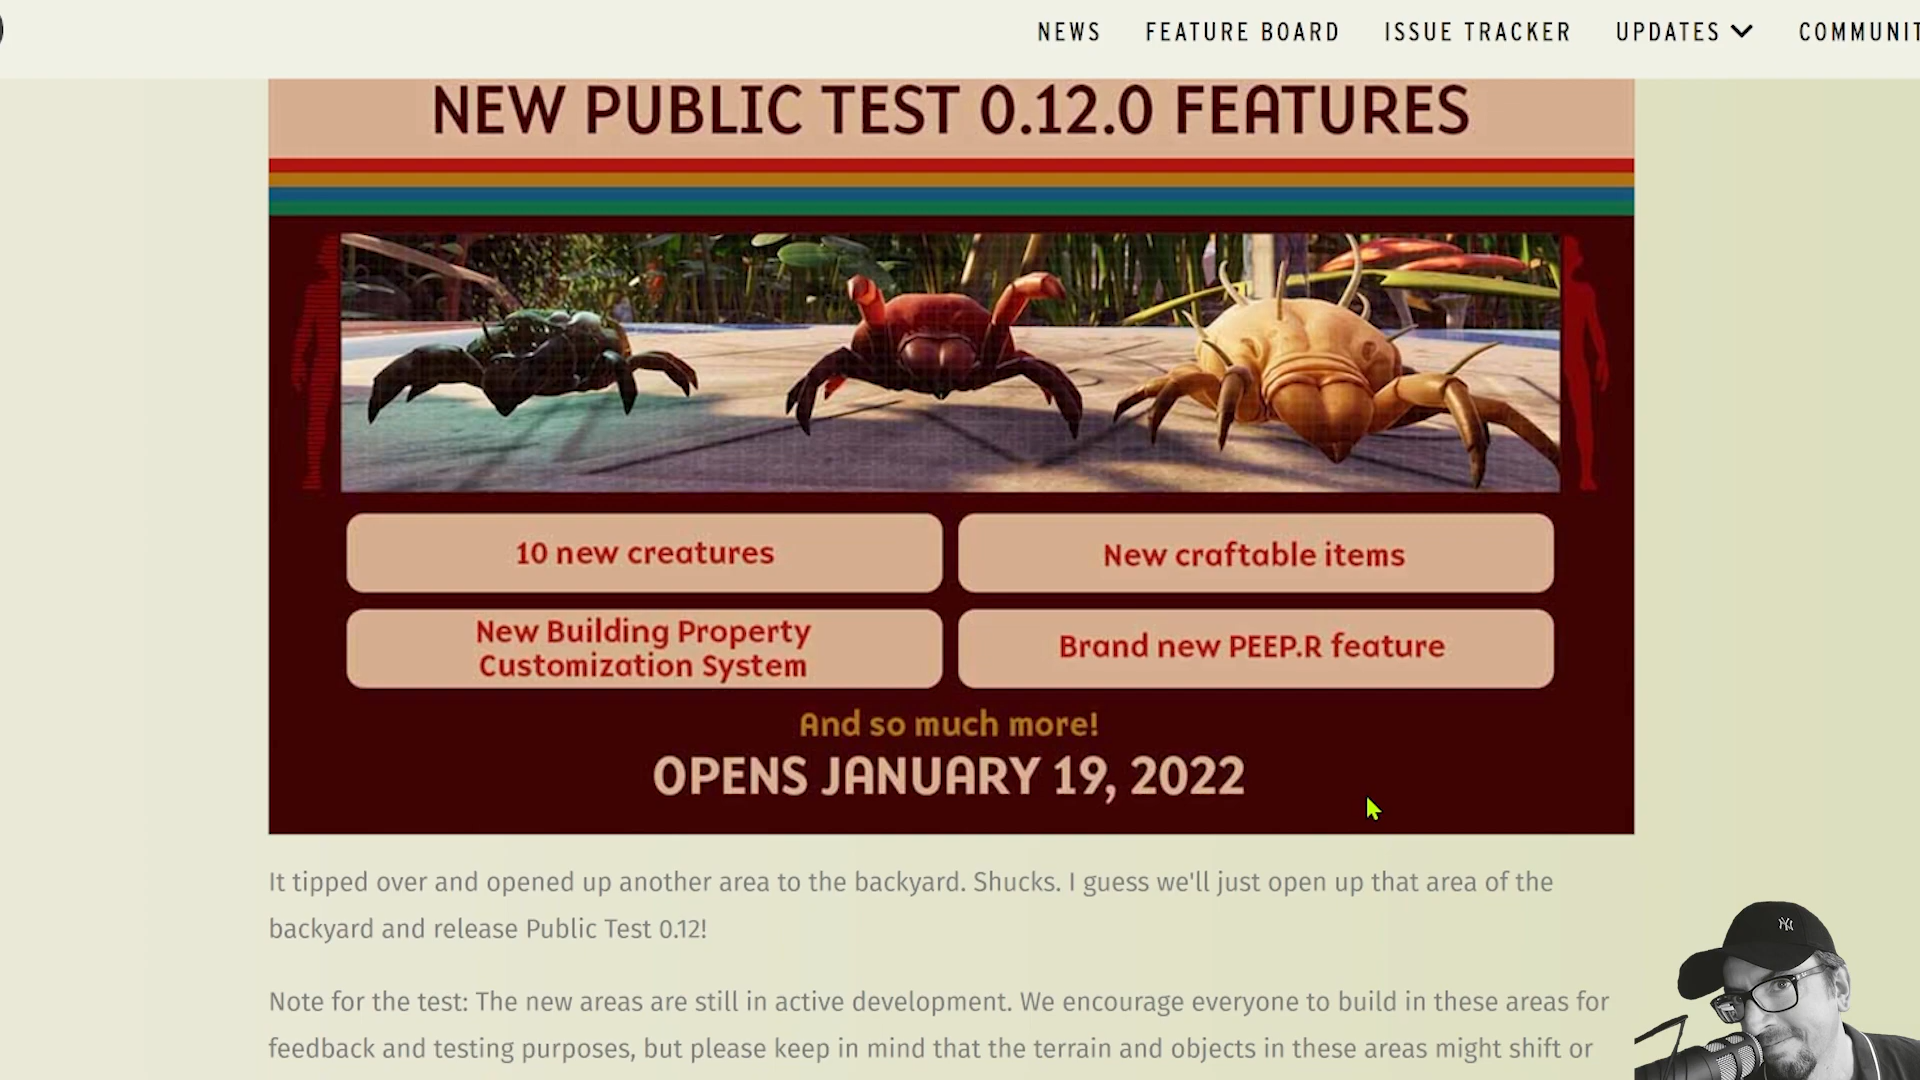 NEWS FEATURE BOARD ISSUE TRACKER UPDATES COMMUNIT
NEW PUBLIC TEST 0.12.0 FEATURES
10 new creatures
New craftable items
New Building Property
Customization System
Brand new PEEP.R feature
And so much more!
OPENS JANUARY 19, 2022
It tipped over and opened up another area to the backyard. Shucks. I guess we'll just open up that area of the
backyard and release Public Test 0.12!
Note for the test: The new areas are still in active development. We encourage everyone to build in these areas for
feedback and testing purposes, but please keep in mind that the terrain and objects in these areas might shift or
NY